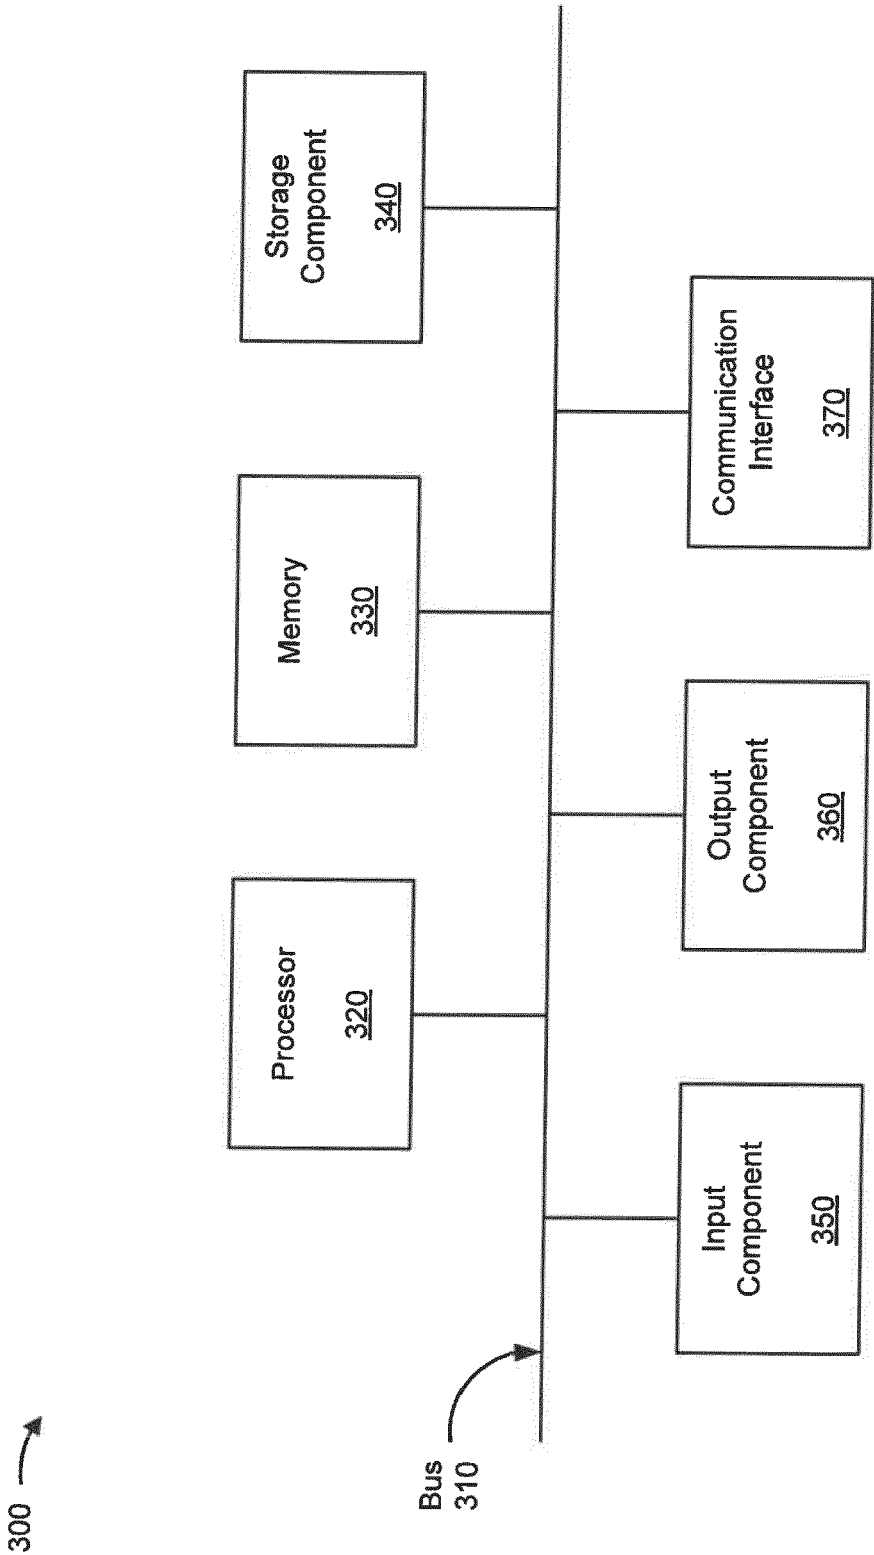 300
Bus
310
Processor
320
Memory
330
Storage
Component
340
Input
Component
350
Output
Component
360
Communication
Interface
370